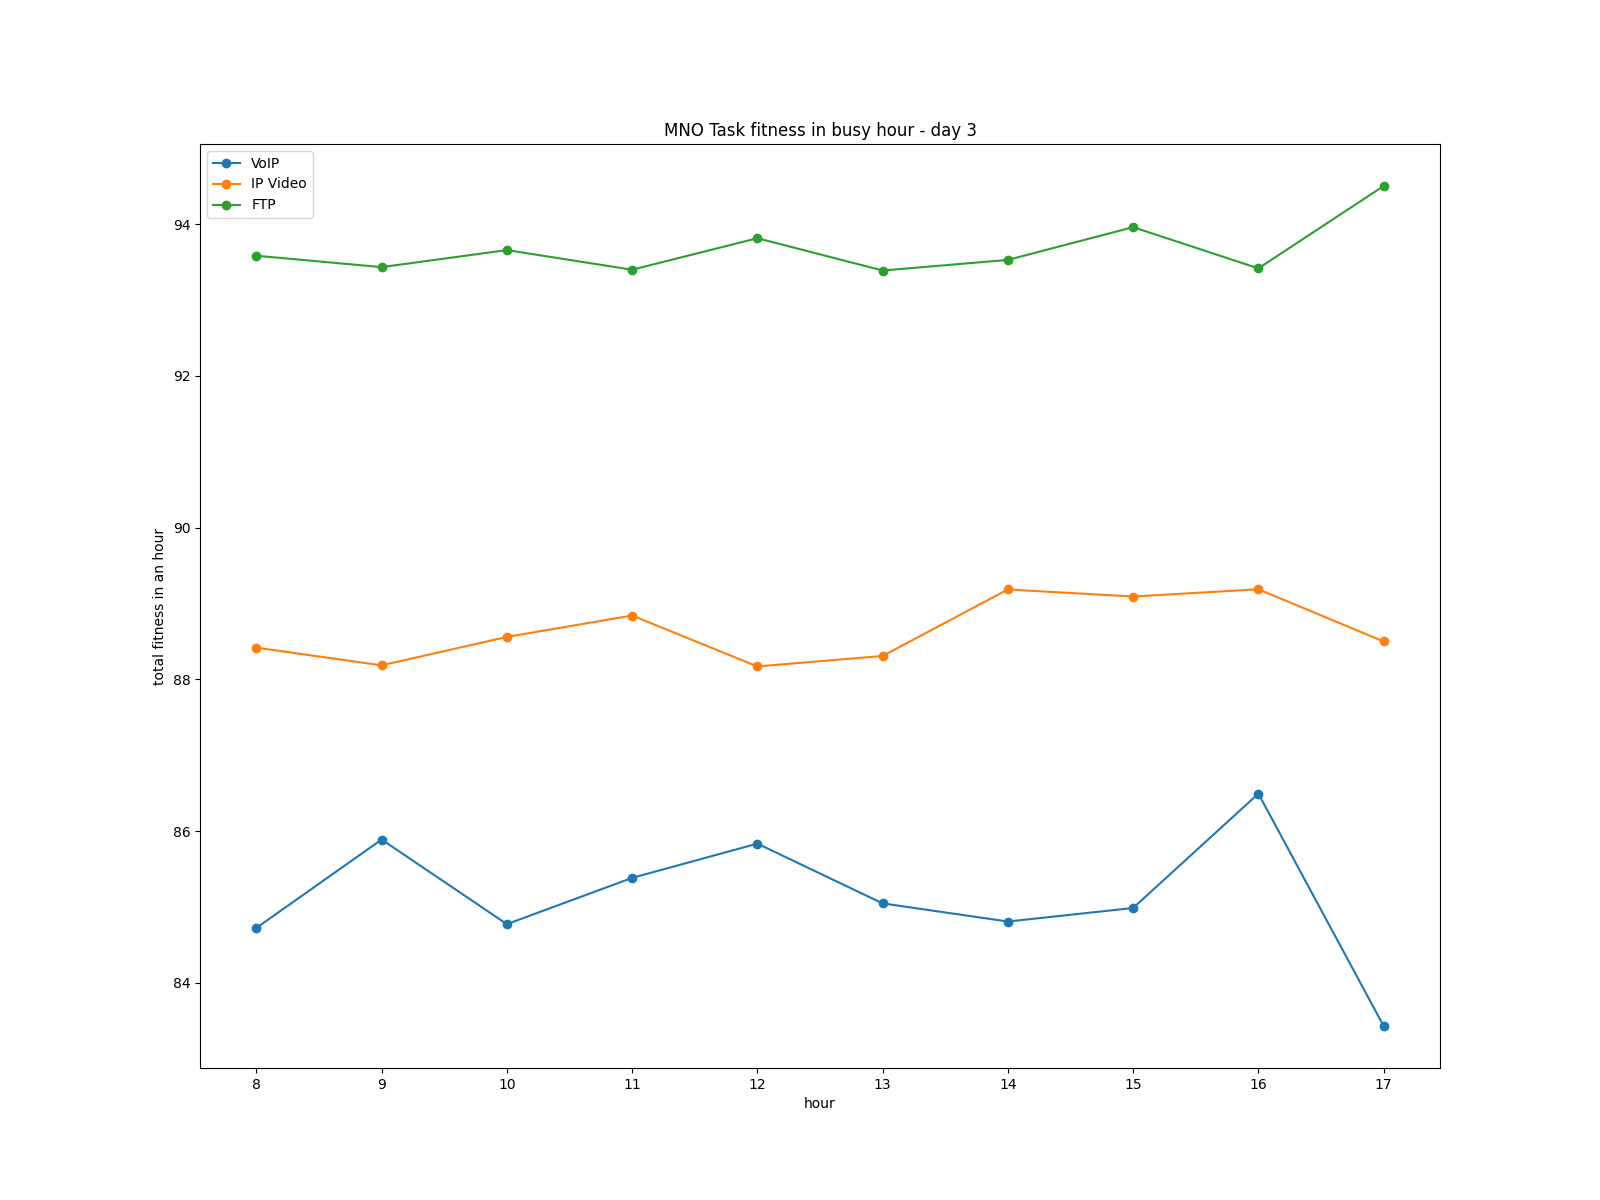 MNO Task fitness in busy hour - day 3
VoIP
IP Video
FTP
94
92
90
88
86
84
total fitness in an hour
8 9 10 11 12 13 14 15 16 17
hour